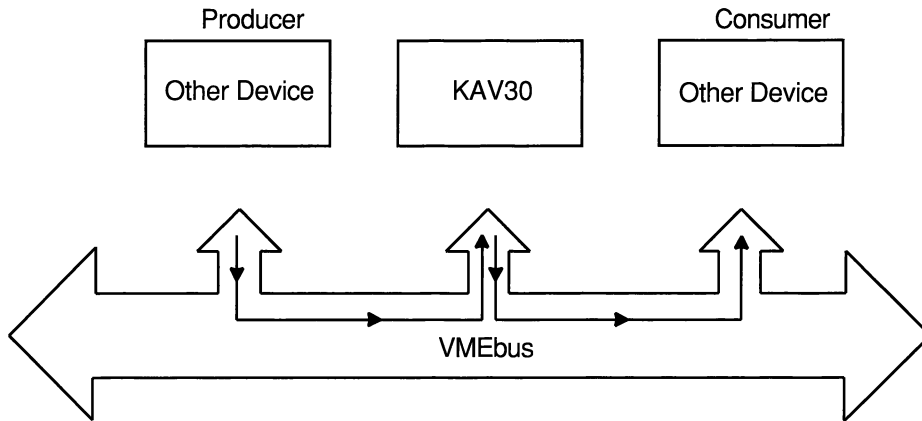 Producer
Consumer
Other Device
KAV30
Other Device
VMEbus